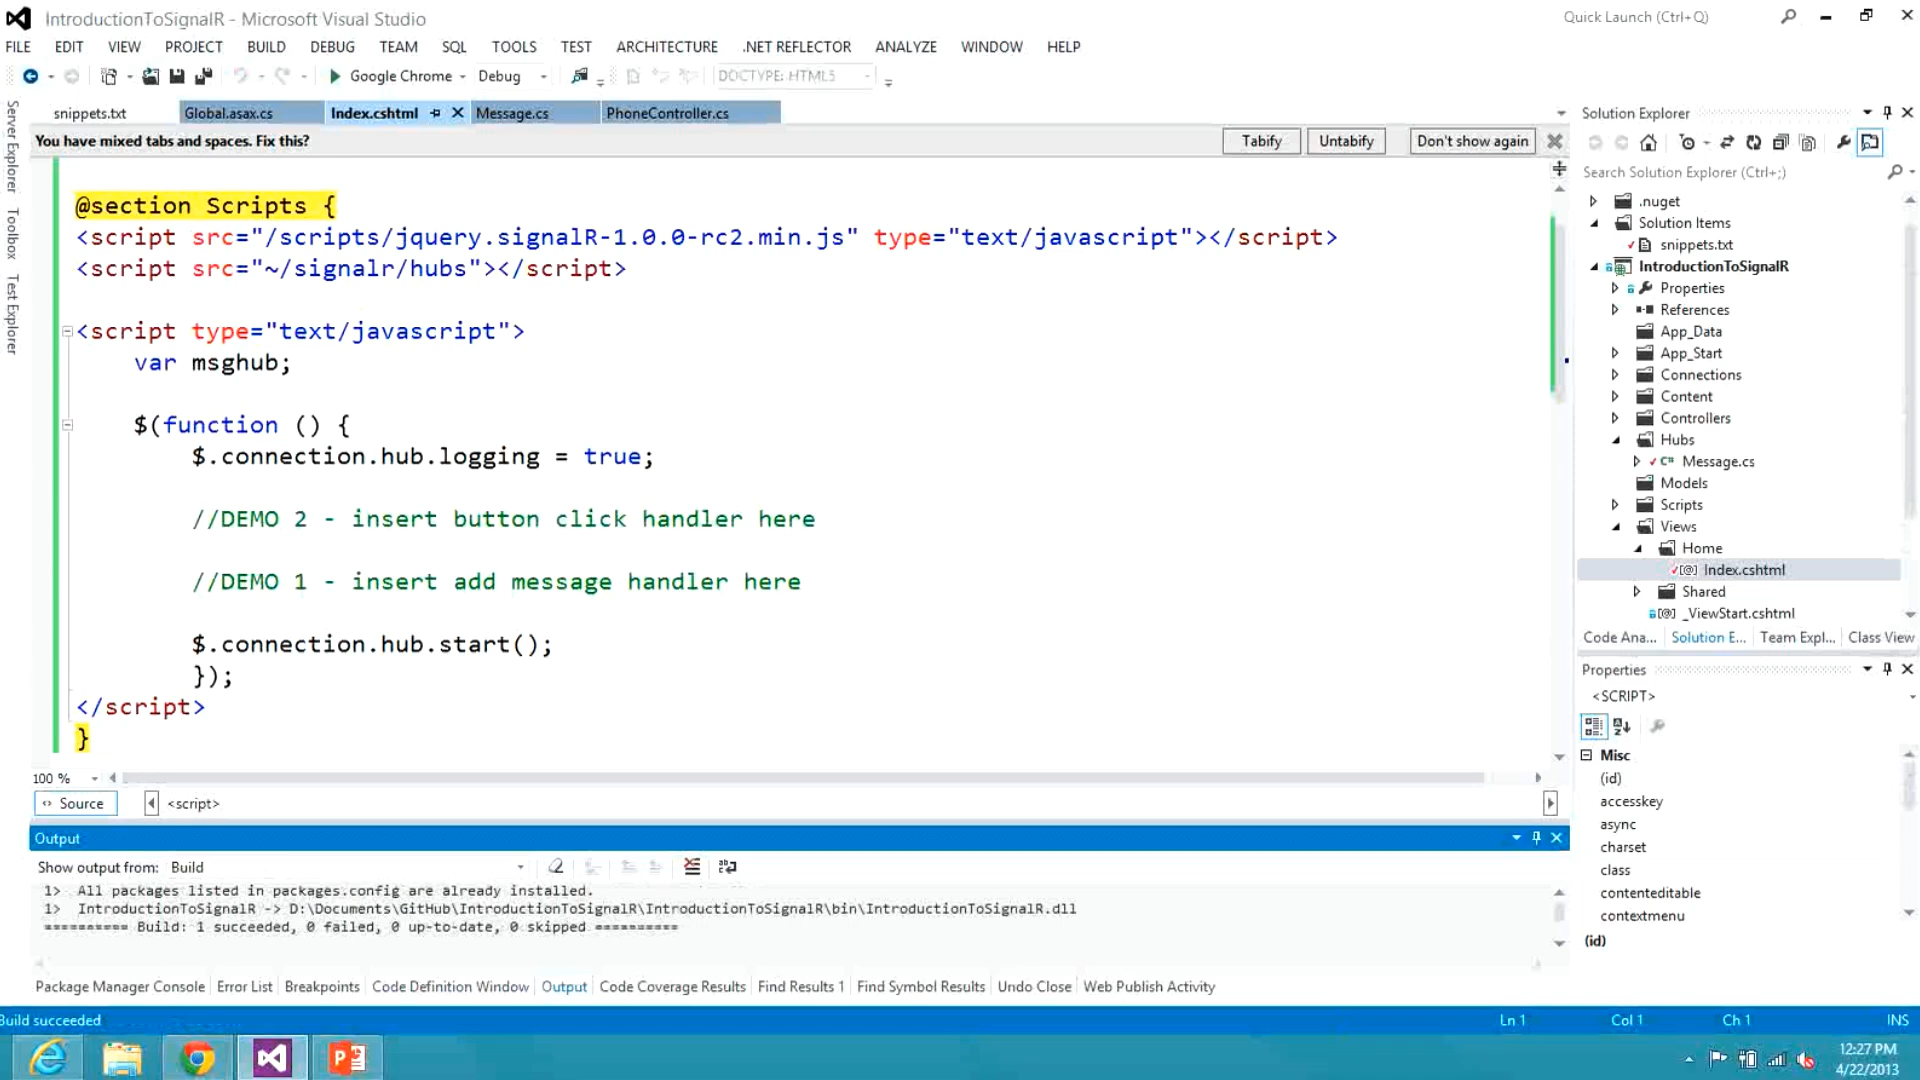 IntroductionToSignalR - Microsoft Visual Studio
Quick Launch (Ctrl+Q)
FILE EDIT VIEW PROJECT BUILD DEBUG TEAM SQL TOOLS TEST ARCHITECTURE .NET REFLECTOR ANALYZE WINDOW HELP
Google Chrome Debug DOCTYPE: HTML5
Server Explorer
Toolbox
Test Explorer
snippets.txt Global.asax.cs Index.cshtml Message.cs PhoneController.cs
You have mixed tabs and spaces. Fix this? Tabify Untabify Don't show again
@section Scripts {
<script src="/scripts/jquery.signalR-1.0.0-rc2.min.js" type="text/javascript"></script>
<script src="~/signalr/hubs"></script>
<script type="text/javascript">
var msghub;
$(function () {
$.connection.hub.logging = true;
//DEMO 2 - insert button click handler here
//DEMO 1 - insert add message handler here
$.connection.hub.start();
});
</script>
}
100 %
Source <script>
Output
Show output from: Build
1> All packages listed in packages.config are already installed.
1> IntroductionToSignalR -> D:\Documents\GitHub\IntroductionToSignalR\IntroductionToSignalR\bin\IntroductionToSignalR.dll
========== Build: 1 succeeded, 0 failed, 0 up-to-date, 0 skipped ==========
Package Manager Console Error List Breakpoints Code Definition Window Output Code Coverage Results Find Results 1 Find Symbol Results Undo Close Web Publish Activity
Solution Explorer
Search Solution Explorer (Ctrl+;)
.nuget
Solution Items
snippets.txt
IntroductionToSignalR
Properties
References
App_Data
App_Start
Connections
Content
Controllers
Hubs
C# Message.cs
Models
Scripts
Views
Home
[@] Index.cshtml
Shared
[@] _ViewStart.cshtml
Code Ana... Solution E... Team Expl... Class View
Properties
<SCRIPT>
Misc
(id)
accesskey
async
charset
class
contenteditable
contextmenu
(id)
Build succeeded Ln 1 Col 1 Ch 1 INS
12:27 PM
4/22/2013